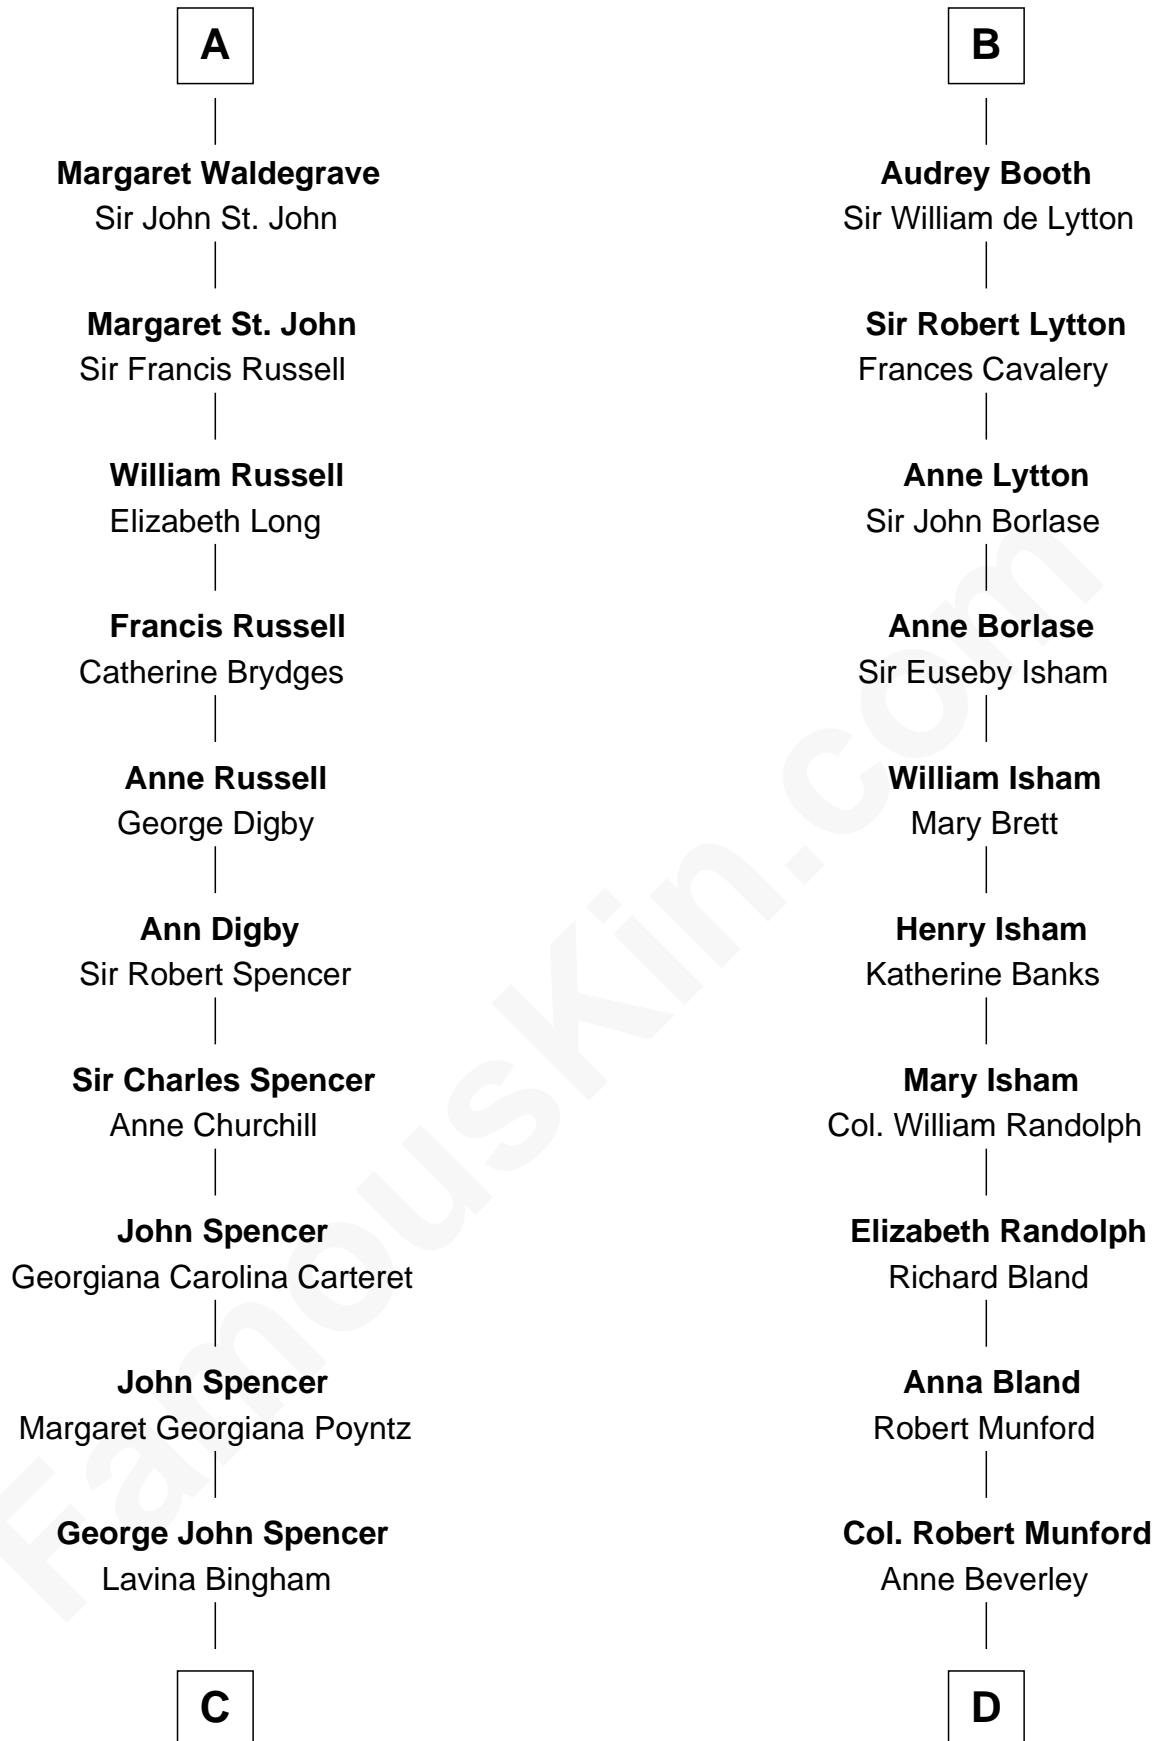 A
Margaret Waldegrave
Sir John St. John
Margaret St. John
Sir Francis Russell
William Russell
Elizabeth Long
Francis Russell
Catherine Brydges
Anne Russell
George Digby
Ann Digby
Sir Robert Spencer
Sir Charles Spencer
Anne Churchill
John Spencer
Georgiana Carolina Carteret
John Spencer
Margaret Georgiana Poyntz
George John Spencer
Lavina Bingham
C
B
Audrey Booth
Sir William de Lytton
Sir Robert Lytton
Frances Cavalery
Anne Lytton
Sir John Borlase
Anne Borlase
Sir Euseby Isham
William Isham
Mary Brett
Henry Isham
Katherine Banks
Mary Isham
Col. William Randolph
Elizabeth Randolph
Richard Bland
Anna Bland
Robert Munford
Col. Robert Munford
Anne Beverley
D
FamousKin.com